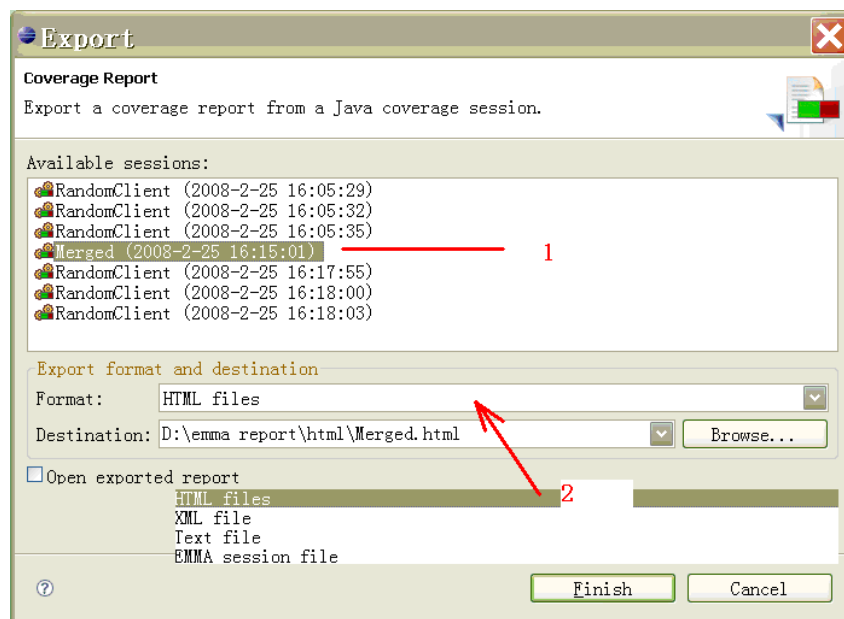 Export
Coverage Report
Export a coverage report from a Java coverage session.
Available sessions:
RandomClient (2008-2-25 16:05:29)
RandomClient (2008-2-25 16:05:32)
RandomClient (2008-2-25 16:05:35)
Merged (2008-2-25 16:15:01)
1
RandomClient (2008-2-25 16:17:55)
RandomClient (2008-2-25 16:18:00)
RandomClient (2008-2-25 16:18:03)
Export format and destination
Format: HTML files
Destination: D:\emma report\html\Merged.html Browse...
Open exported report
HTML files
2
XML file
Text file
EMMA session file
? Finish Cancel